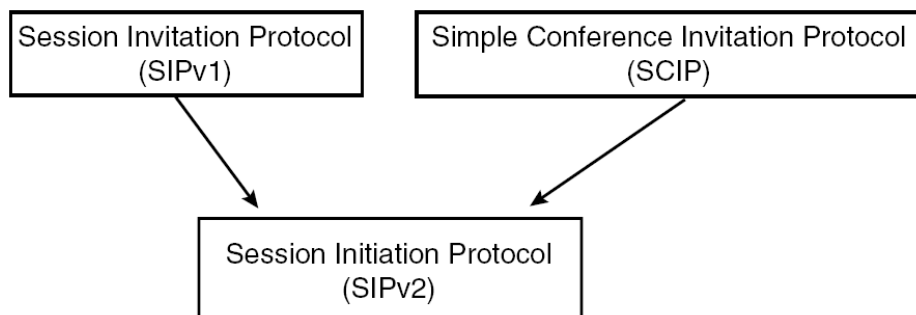 Session Invitation Protocol
(SIPv1)
Simple Conference Invitation Protocol
(SCIP)
Session Initiation Protocol
(SIPv2)